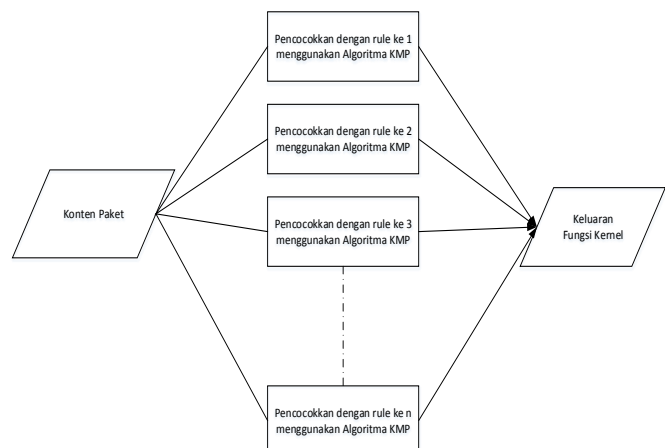 Pencocokkan dengan rule ke 1
menggunakan Algoritma KMP
Pencocokkan dengan rule ke 2
menggunakan Algoritma KMP
Konten Paket
Pencocokkan dengan rule ke 3
menggunakan Algoritma KMP
Keluaran
Fungsi Kernel
Pencocokkan dengan rule ke n
menggunakan Algoritma KMP